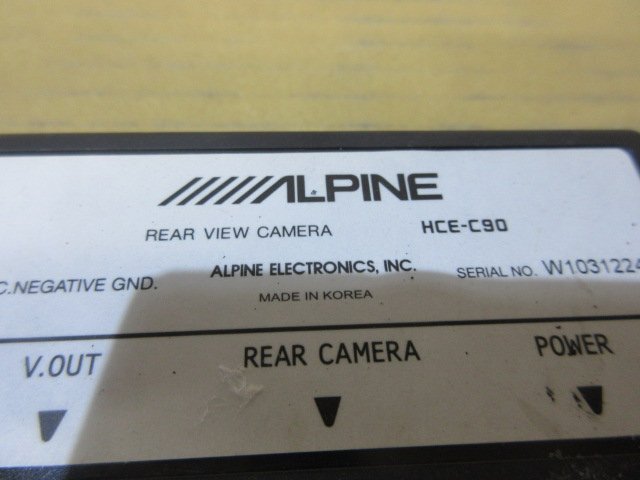 ALPINE
REAR VIEW CAMERA HCE-C90
C.NEGATIVE GND. ALPINE ELECTRONICS, INC. SERIAL NO. W1031224
MADE IN KOREA
V.OUT REAR CAMERA POWER